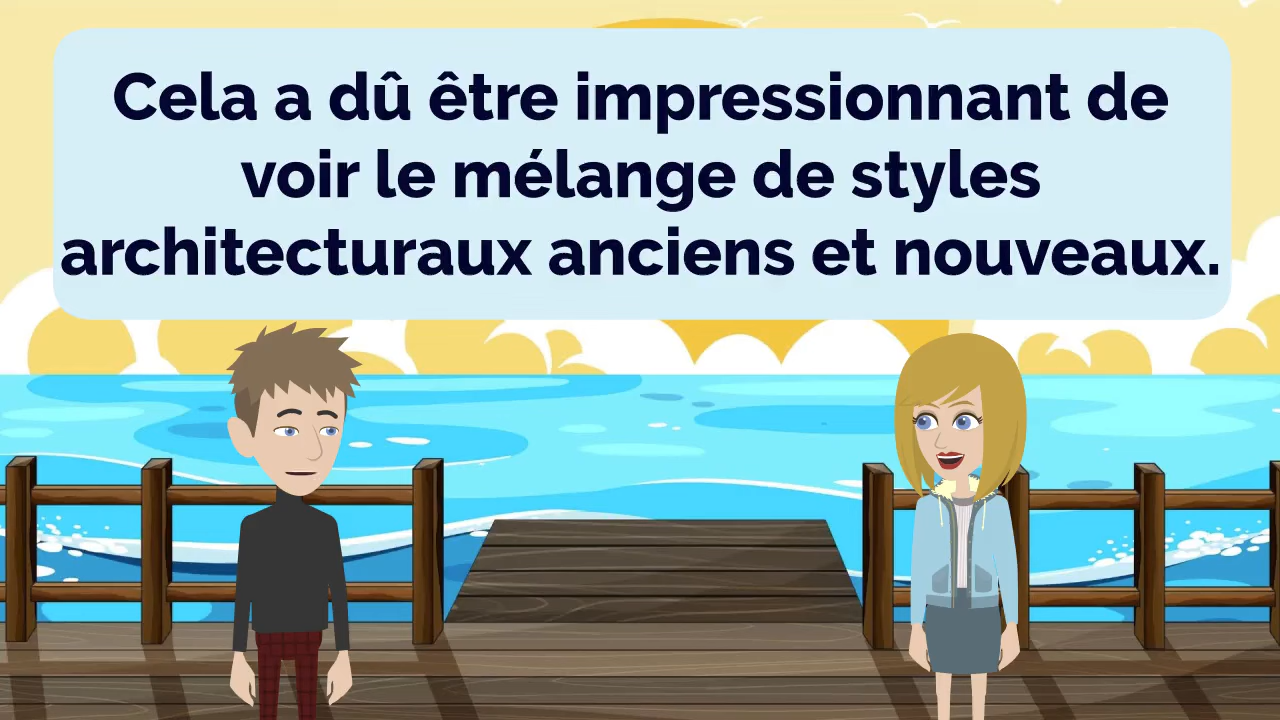 Cela a dû être impressionnant de
voir le mélange de styles
architecturaux anciens et nouveaux.